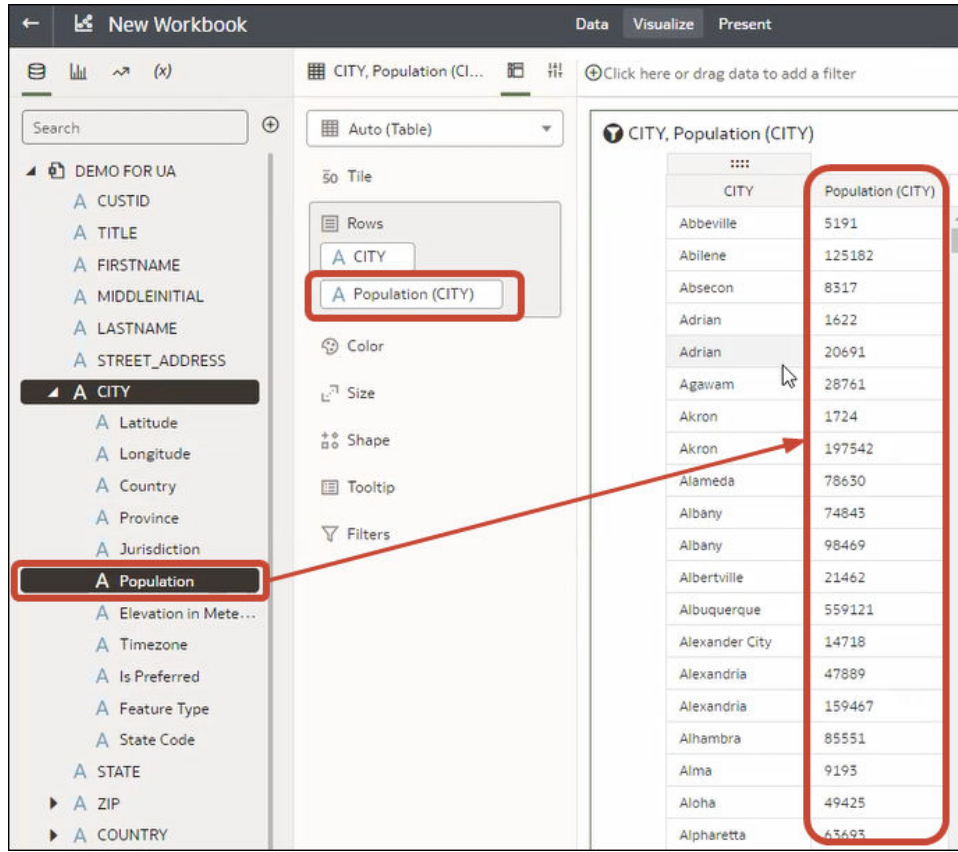 New Workbook
Data Visualize Present
(x)
CITY, Population (CI...
Click here or drag data to add a filter
Search
DEMO FOR UA
CUSTID
TITLE
FIRSTNAME
MIDDLEINITIAL
LASTNAME
STREET_ADDRESS
CITY
Latitude
Longitude
Country
Province
Jurisdiction
Population
Elevation in Mete...
Timezone
Is Preferred
Feature Type
State Code
STATE
ZIP
COUNTRY
Auto (Table)
50 Tile
Rows
A CITY
A Population (CITY)
Color
Size
Shape
Tooltip
Filters
CITY, Population (CITY)
CITY Population (CITY)
Abbeville 5191
Abilene 125182
Absecon 8317
Adrian 1622
Adrian 20691
Agawam 28761
Akron 1724
Akron 197542
Alameda 78630
Albany 74843
Albany 98469
Albertville 21462
Albuquerque 559121
Alexander City 14718
Alexandria 47889
Alexandria 159467
Alhambra 85551
Alma 9193
Aloha 49425
Alpharetta 63693